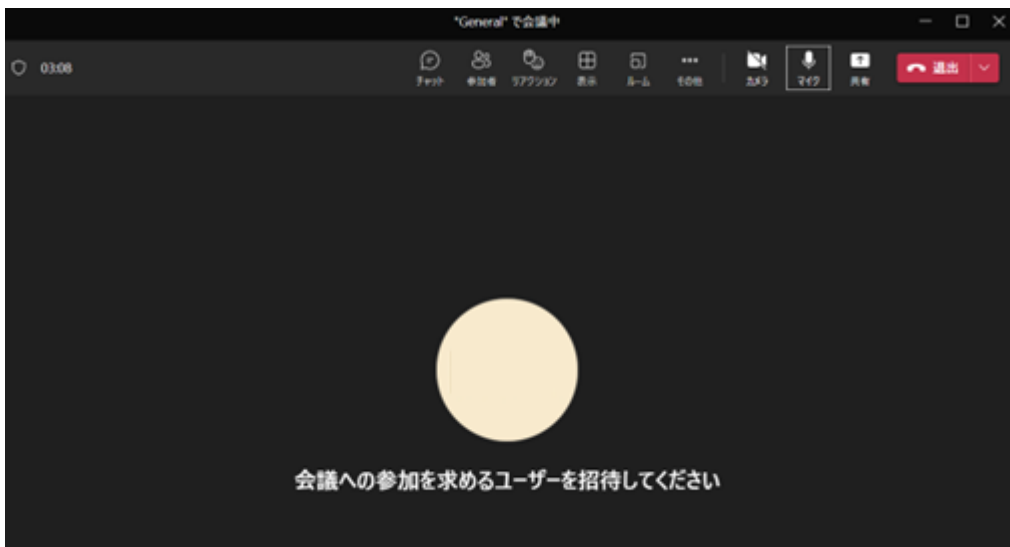 "General" で会議中
03:08
チャット 参加者 リアクション 表示 ルーム その他 カメラ マイク 共有 退出
会議への参加を求めるユーザーを招待してください